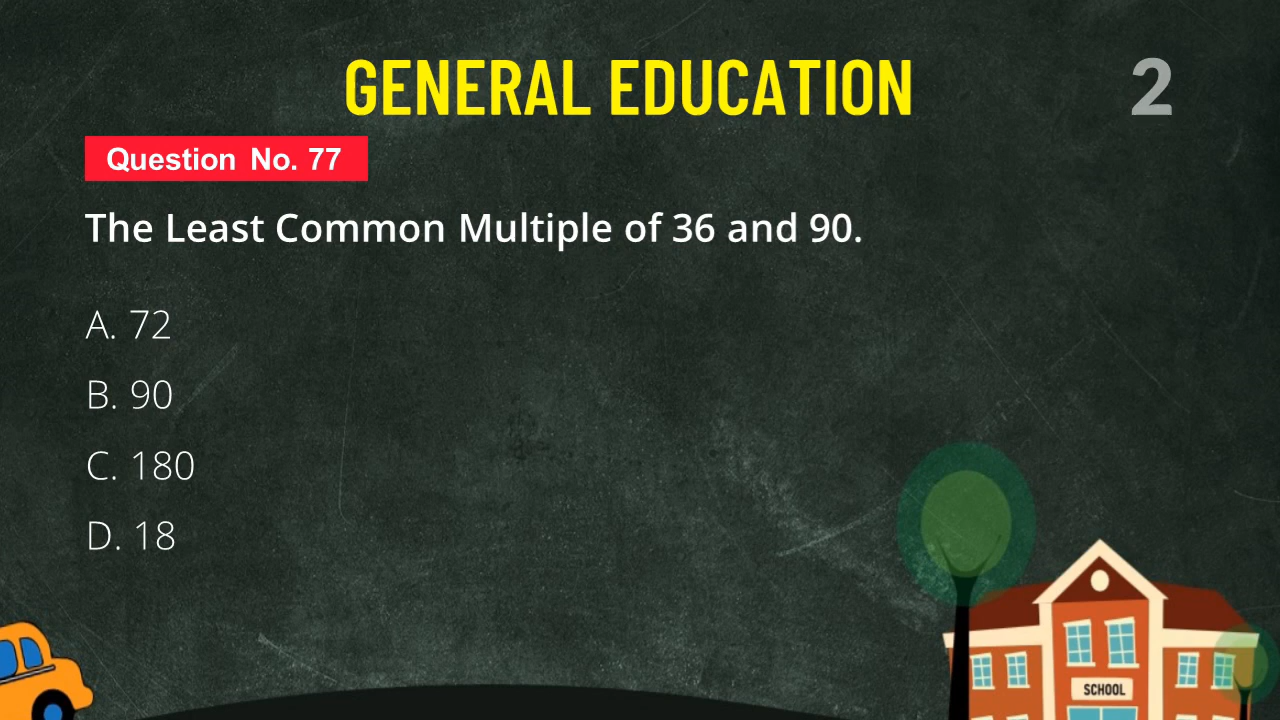 GENERAL EDUCATION
2
Question No. 77
The Least Common Multiple of 36 and 90.
A. 72
B. 90
C. 180
D. 18
SCHOOL